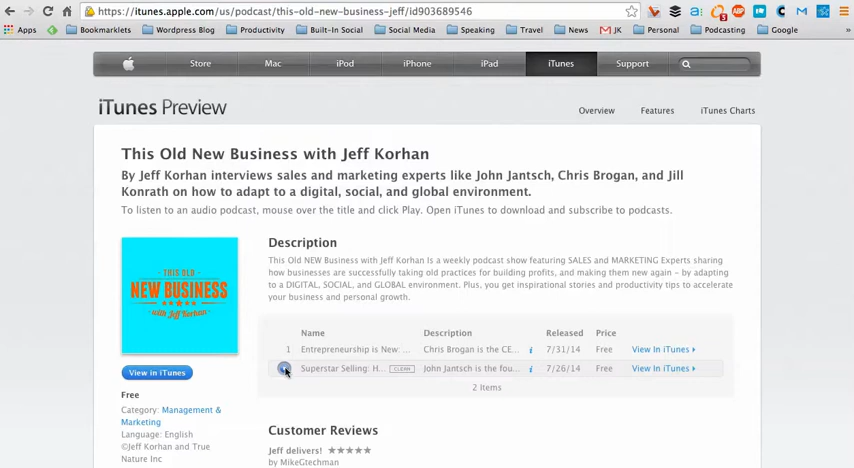 https://itunes.apple.com/us/podcast/this-old-new-business-jeff/id903689546
Apps Bookmarklets Wordpress Blog Productivity Built-In Social Social Media Speaking Travel News JK Personal Podcasting Google
Store Mac iPod iPhone iPad iTunes Support
iTunes Preview
Overview Features iTunes Charts
This Old New Business with Jeff Korhan
By Jeff Korhan interviews sales and marketing experts like John Jantsch, Chris Brogan, and Jill
Konrath on how to adapt to a digital, social, and global environment.
To listen to an audio podcast, mouse over the title and click Play. Open iTunes to download and subscribe to podcasts.
THIS OLD
NEW BUSINESS
with Jeff Korhan
View in iTunes
Free
Category: Management &
Marketing
Language: English
©Jeff Korhan and True
Nature Inc
Description
This Old NEW Business with Jeff Korhan Is a weekly podcast show featuring SALES and MARKETING Experts sharing
how businesses are successfully taking old practices for building profits, and making them new again – by adapting
to a DIGITAL, SOCIAL, and GLOBAL environment. Plus, you get inspirational stories and productivity tips to accelerate
your business and personal growth.
Name Description Released Price
1 Entrepreneurship is New: ... Chris Brogan is the CE... i 7/31/14 Free View In iTunes
Superstar Selling: H... CLEAN John Jantsch is the fou... i 7/26/14 Free View In iTunes
2 Items
Customer Reviews
Jeff delivers! ★★★★★
by MikeGtechman